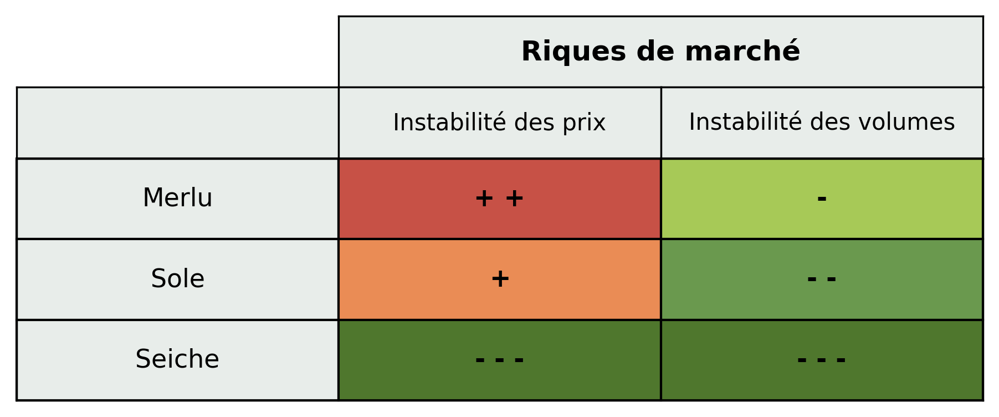 Riques de marché
Instabilité des prix Instabilité des volumes
Merlu + + -
Sole + - -
Seiche - - - - - -